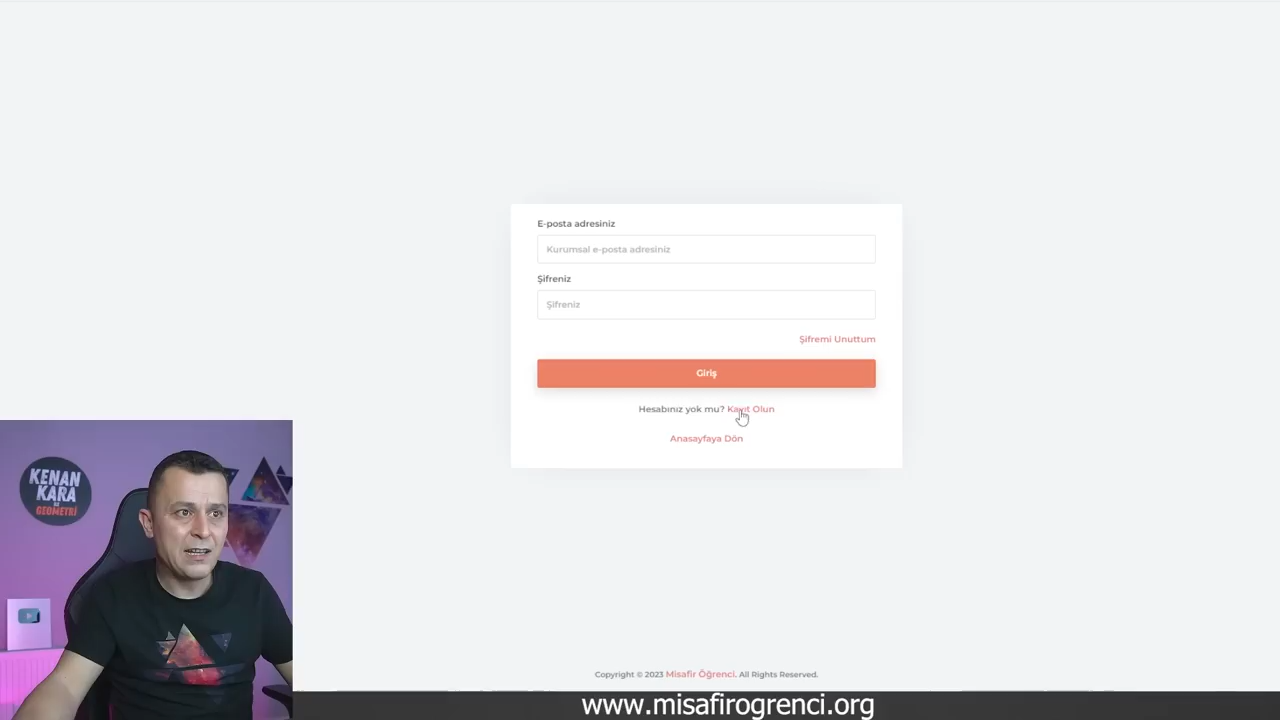 E-posta adresiniz
Kurumsal e-posta adresiniz
Şifreniz
Şifreniz
Şifremi Unuttum
Giriş
Hesabınız yok mu? Kayıt Olun
Anasayfaya Dön
KENAN
KARA
GEOMETRİ
Copyright © 2023 Misafir Öğrenci. All Rights Reserved.
www.misafirogrenci.org